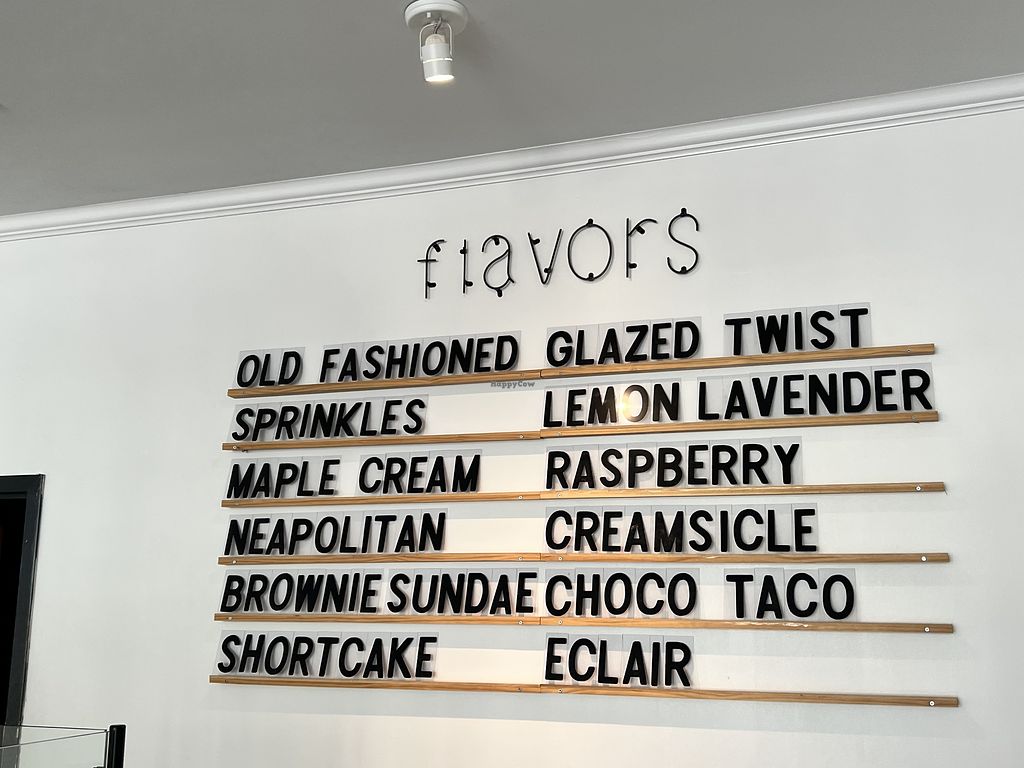 flavors
OLD FASHIONED
SPRINKLES
MAPLE CREAM
NEAPOLITAN
BROWNIE SUNDAE
SHORTCAKE
GLAZED TWIST
LEMON LAVENDER
RASPBERRY
CREAMSICLE
CHOCO TACO
ECLAIR
happyCow